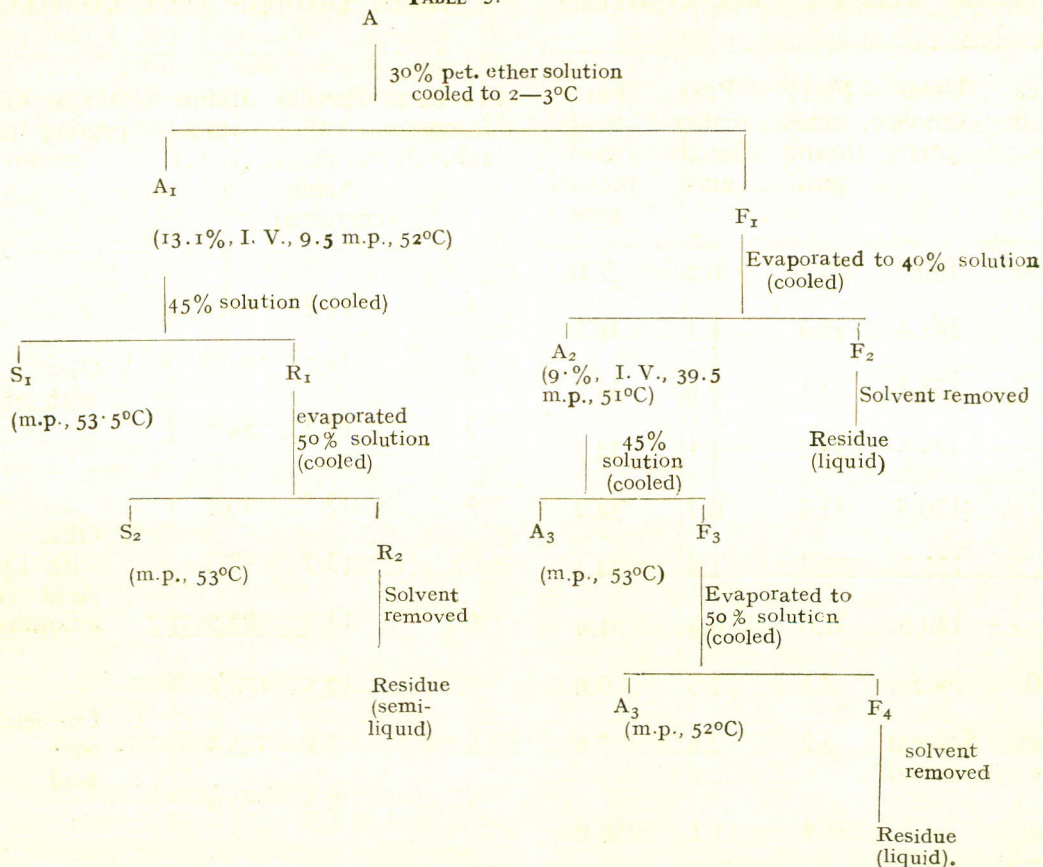 A
30% pet. ether solution
cooled to 2—3°C
A₁
F₁
(13.1%, I. V., 9.5 m.p., 52°C)
Evaporated to 40% solution
(cooled)
45% solution (cooled)
S₁
R₁
A₂
F₂
(9·%, I. V., 39.5
m.p., 51°C)
Solvent removed
(m.p., 53·5°C)
evaporated
50% solution
(cooled)
Residue
(liquid)
45%
solution
(cooled)
S₂
R₂
A₃
F₃
(m.p., 53°C)
(m.p., 53°C)
Solvent
removed
Evaporated to
50% solution
(cooled)
Residue
(semi-
liquid)
A₃
F₄
(m.p., 52°C)
solvent
removed
Residue
(liquid).